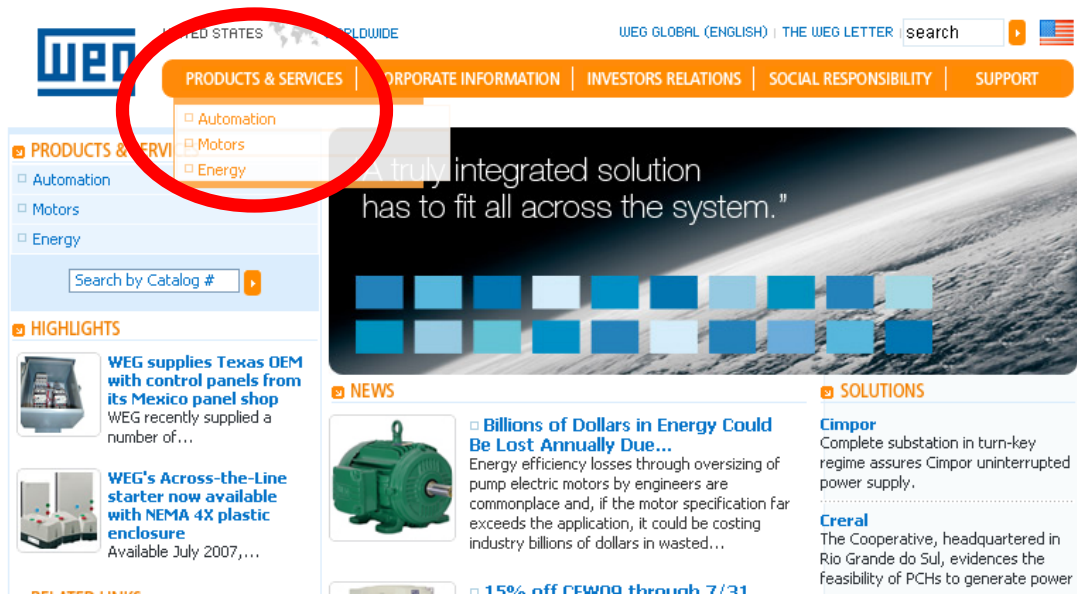 weg
UNITED STATES
WORLDWIDE
WEG GLOBAL (ENGLISH) | THE WEG LETTER | search
PRODUCTS & SERVICES | CORPORATE INFORMATION | INVESTORS RELATIONS | SOCIAL RESPONSIBILITY | SUPPORT
Automation
Motors
Energy
PRODUCTS & SERVI
Automation
Motors
Energy
Search by Catalog #
A truly integrated solution
has to fit all across the system."
HIGHLIGHTS
WEG supplies Texas OEM
with control panels from
its Mexico panel shop
WEG recently supplied a
number of...
WEG's Across-the-Line
starter now available
with NEMA 4X plastic
enclosure
Available July 2007,...
RELATED LINKS
NEWS
Billions of Dollars in Energy Could
Be Lost Annually Due...
Energy efficiency losses through oversizing of
pump electric motors by engineers are
commonplace and, if the motor specification far
exceeds the application, it could be costing
industry billions of dollars in wasted...
15% off CFW09 through 7/31
SOLUTIONS
Cimpor
Complete substation in turn-key
regime assures Cimpor uninterrupted
power supply.
Creral
The Cooperative, headquartered in
Rio Grande do Sul, evidences the
feasibility of PCHs to generate power